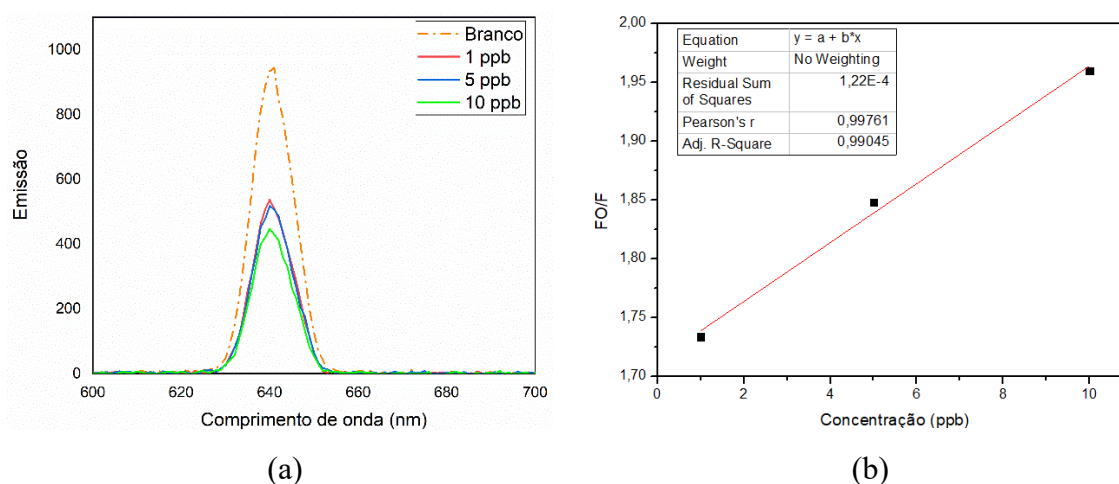 Branco
1 ppb
5 ppb
10 ppb
1000
800
600
400
200
0
Emissão
600
620
640
660
680
700
Comprimento de onda (nm)
(a)
2,00
1,95
1,90
1,85
1,80
1,75
1,70
FO/F
Equation y = a + b*x
Weight No Weighting
Residual Sum of Squares 1,22E-4
Pearson's r 0,99761
Adj. R-Square 0,99045
0
2
4
6
8
10
Concentração (ppb)
(b)